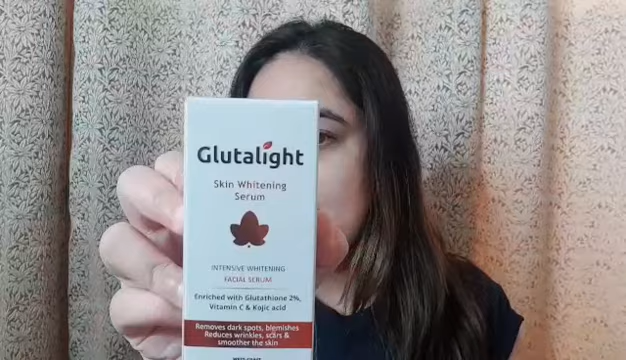 Glutalight
Skin Whitening
Serum
INTENSIVE WHITENING
FACIAL SERUM
Enriched with Glutathione 2%,
Vitamin C & Kojic acid
Removes dark spots, blemishes
Reduces wrinkles, scars &
smoother the skin